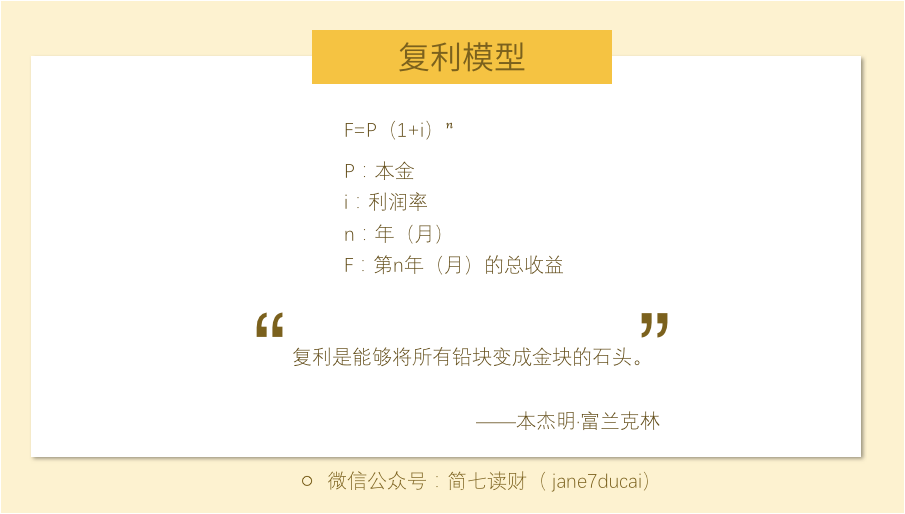 复利模型
F=P（1+i）ⁿ
P：本金
i：利润率
n：年（月）
F：第n年（月）的总收益
“ ”
复利是能够将所有铅块变成金块的石头。
——本杰明·富兰克林
○ 微信公众号：简七读财（ jane7ducai）